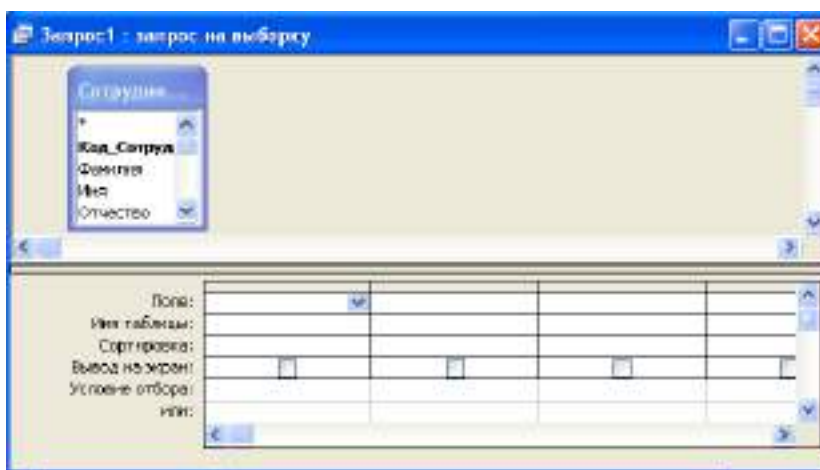 Запрос1 : запрос на выборку
Сотрудни...
*
Код_Сотруд
Фамилия
Имя
Отчество
Поле:
Имя таблицы:
Сортировка:
Вывод на экран:
Условие отбора:
или: